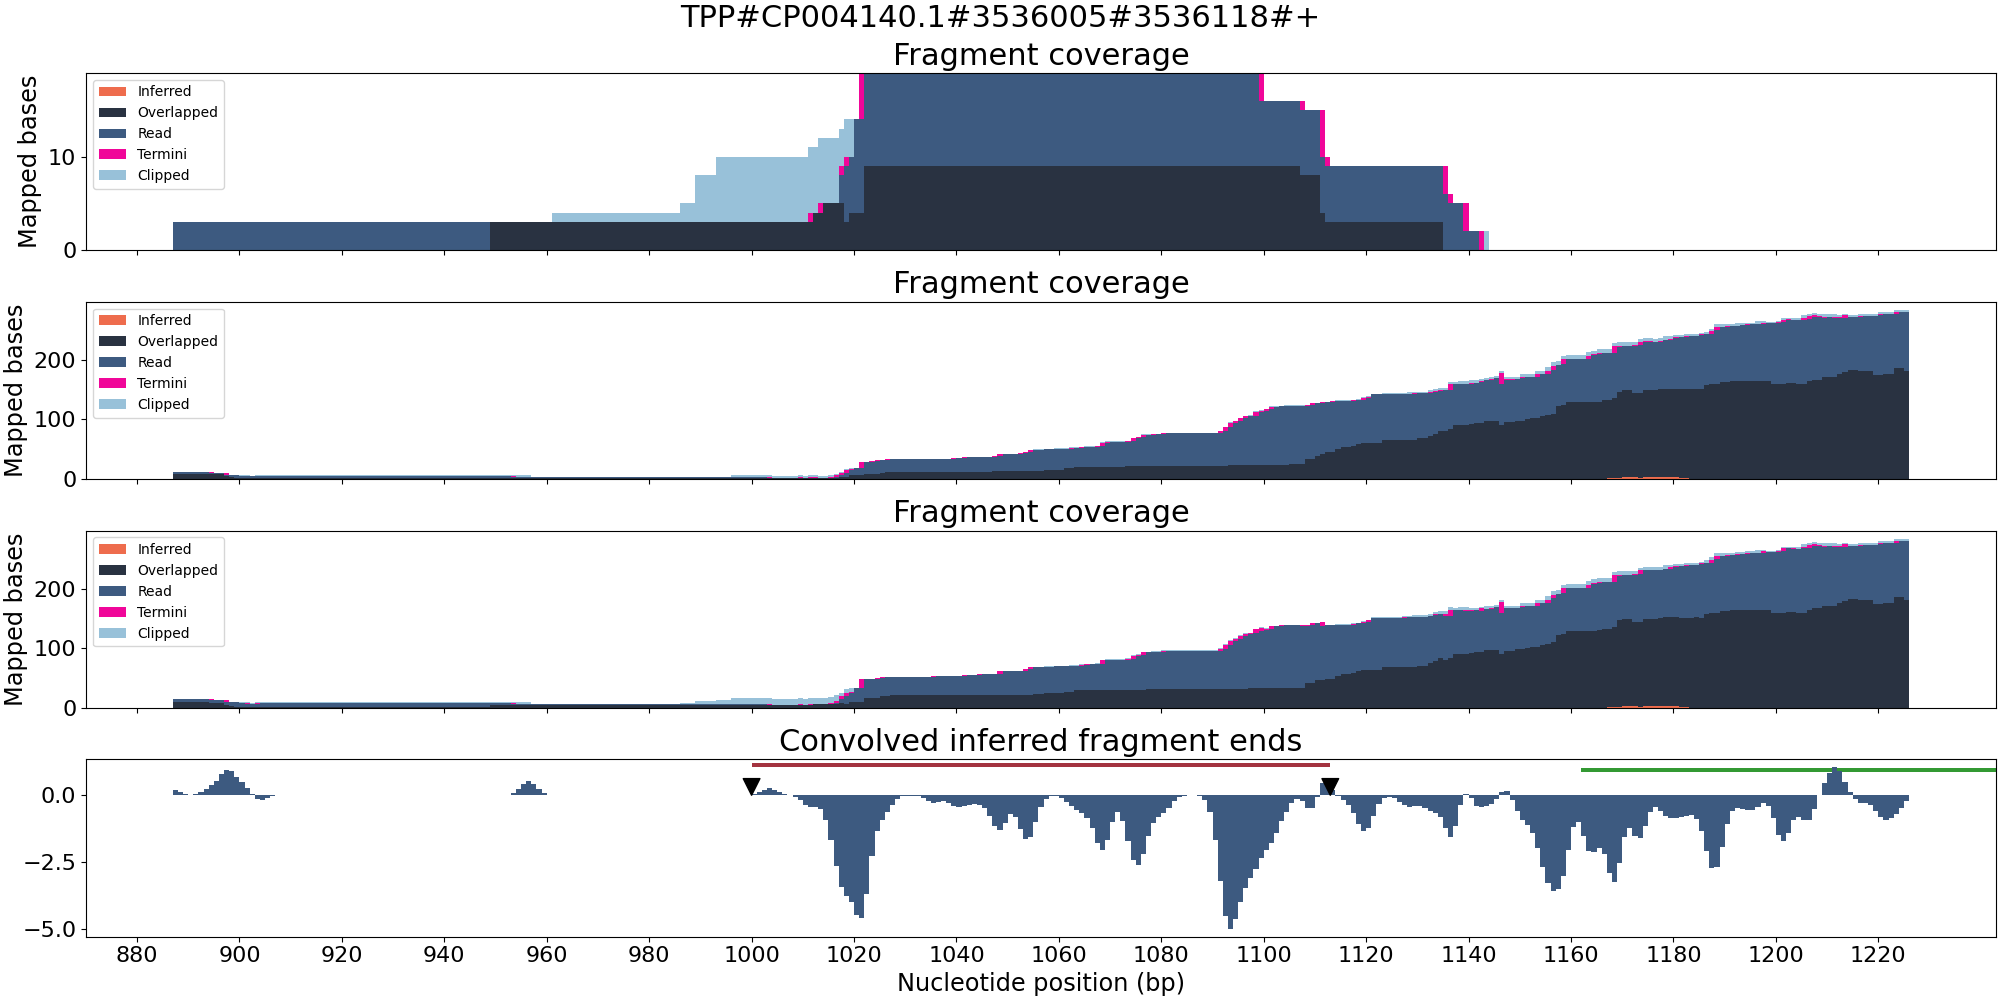 TPP#CP004140.1#3536005#3536118#+
Fragment coverage
Mapped bases
10
0
Inferred
Overlapped
Read
Termini
Clipped
Fragment coverage
Mapped bases
200
100
0
Inferred
Overlapped
Read
Termini
Clipped
Fragment coverage
Mapped bases
200
100
0
Inferred
Overlapped
Read
Termini
Clipped
Convolved inferred fragment ends
0.0
−2.5
−5.0
880 900 920 940 960 980 1000 1020 1040 1060 1080 1100 1120 1140 1160 1180 1200 1220
Nucleotide position (bp)